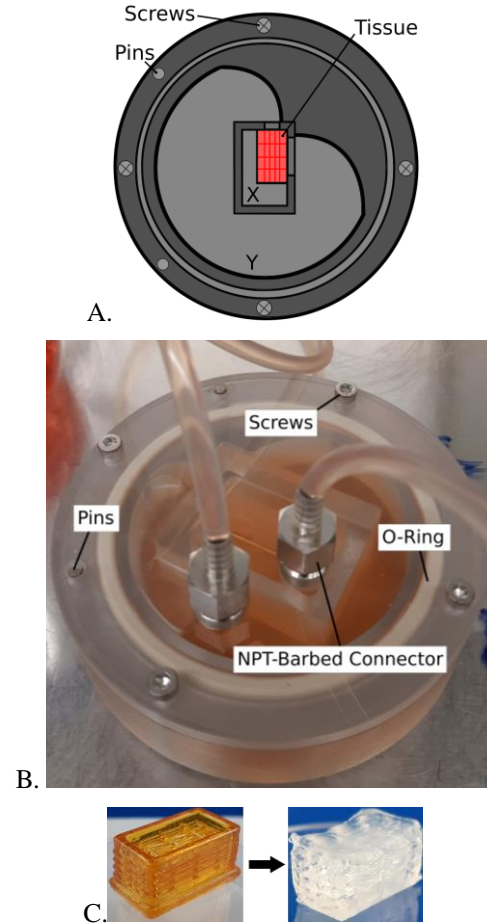 Screws
Tissue
Pins
X
Y
A.
Screws
Pins
O-Ring
NPT-Barbed Connector
B.
C.